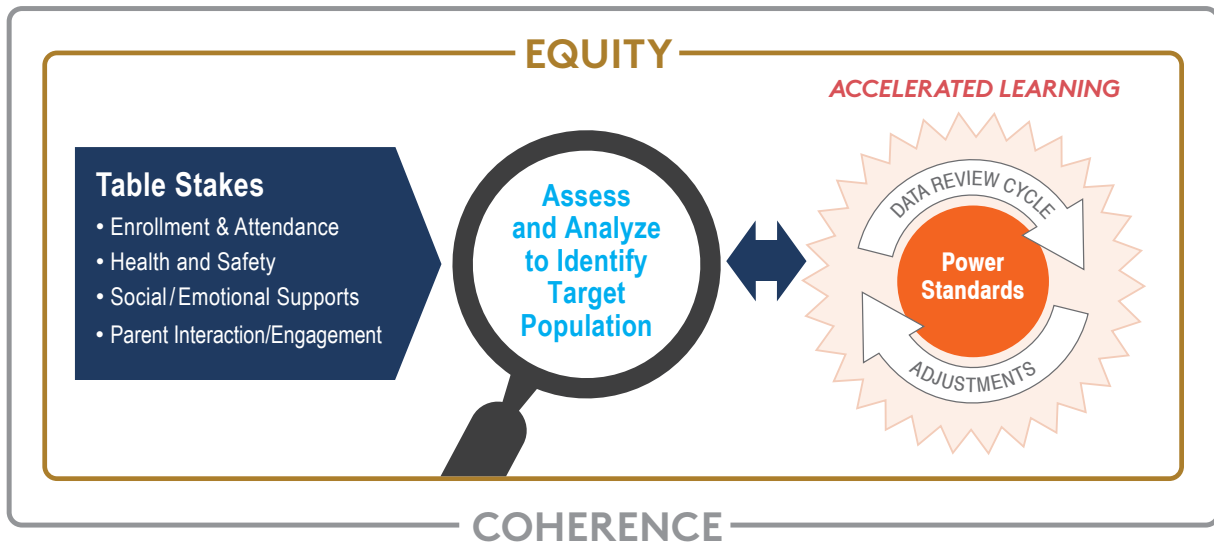 EQUITY
ACCELERATED LEARNING
Table Stakes
• Enrollment & Attendance
• Health and Safety
• Social/Emotional Supports
• Parent Interaction/Engagement
Assess
and Analyze
to Identify
Target
Population
DATA REVIEW CYCLE
Power
Standards
ADJUSTMENTS
COHERENCE